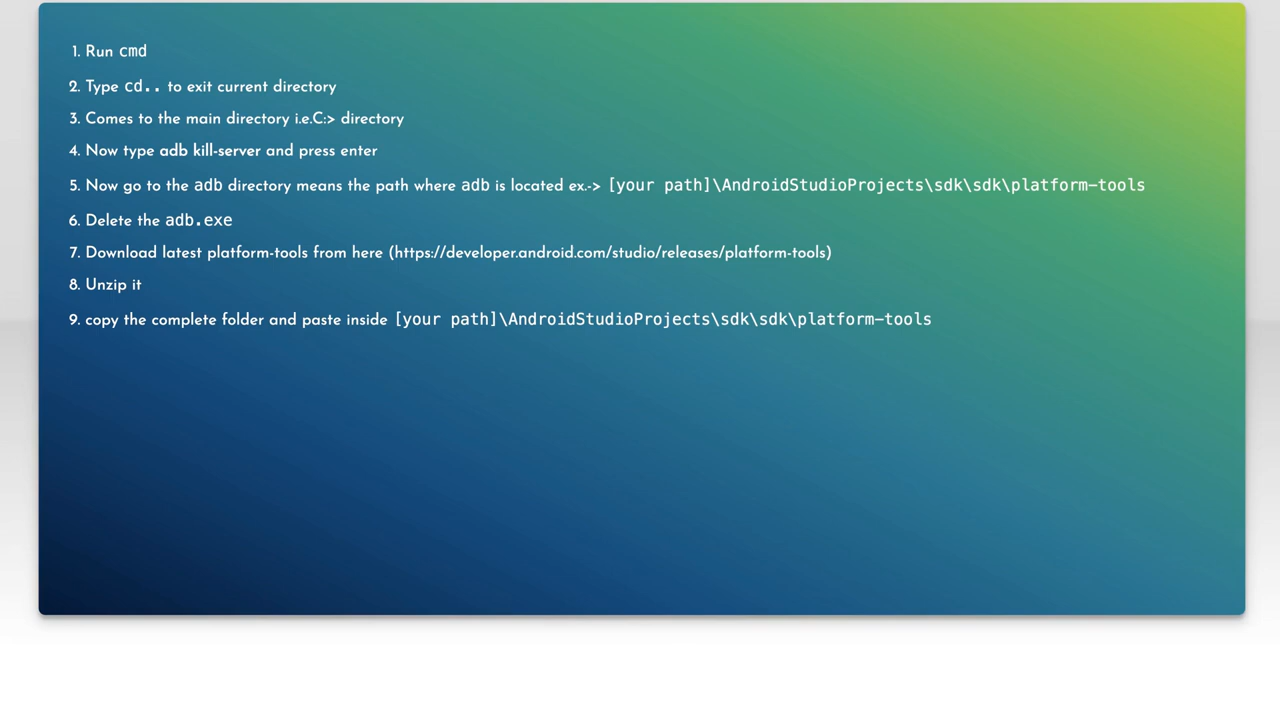 1. Run cmd
2. Type cd.. to exit current directory
3. Comes to the main directory i.e.C:> directory
4. Now type adb kill-server and press enter
5. Now go to the adb directory means the path where adb is located ex.-> [your path]\AndroidStudioProjects\sdk\sdk\platform-tools
6. Delete the adb.exe
7. Download latest platform-tools from here (https://developer.android.com/studio/releases/platform-tools)
8. Unzip it
9. copy the complete folder and paste inside [your path]\AndroidStudioProjects\sdk\sdk\platform-tools